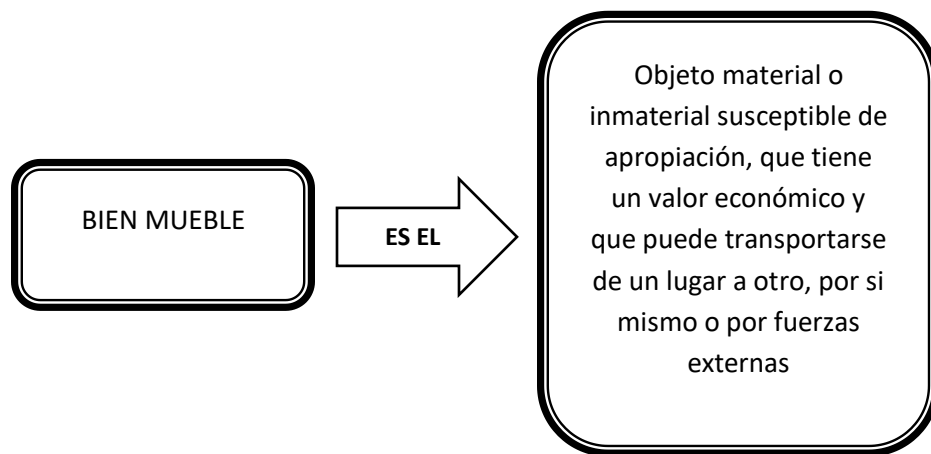 BIEN MUEBLE
ES EL
Objeto material o
inmaterial susceptible de
apropiación, que tiene
un valor económico y
que puede transportarse
de un lugar a otro, por si
mismo o por fuerzas
externas